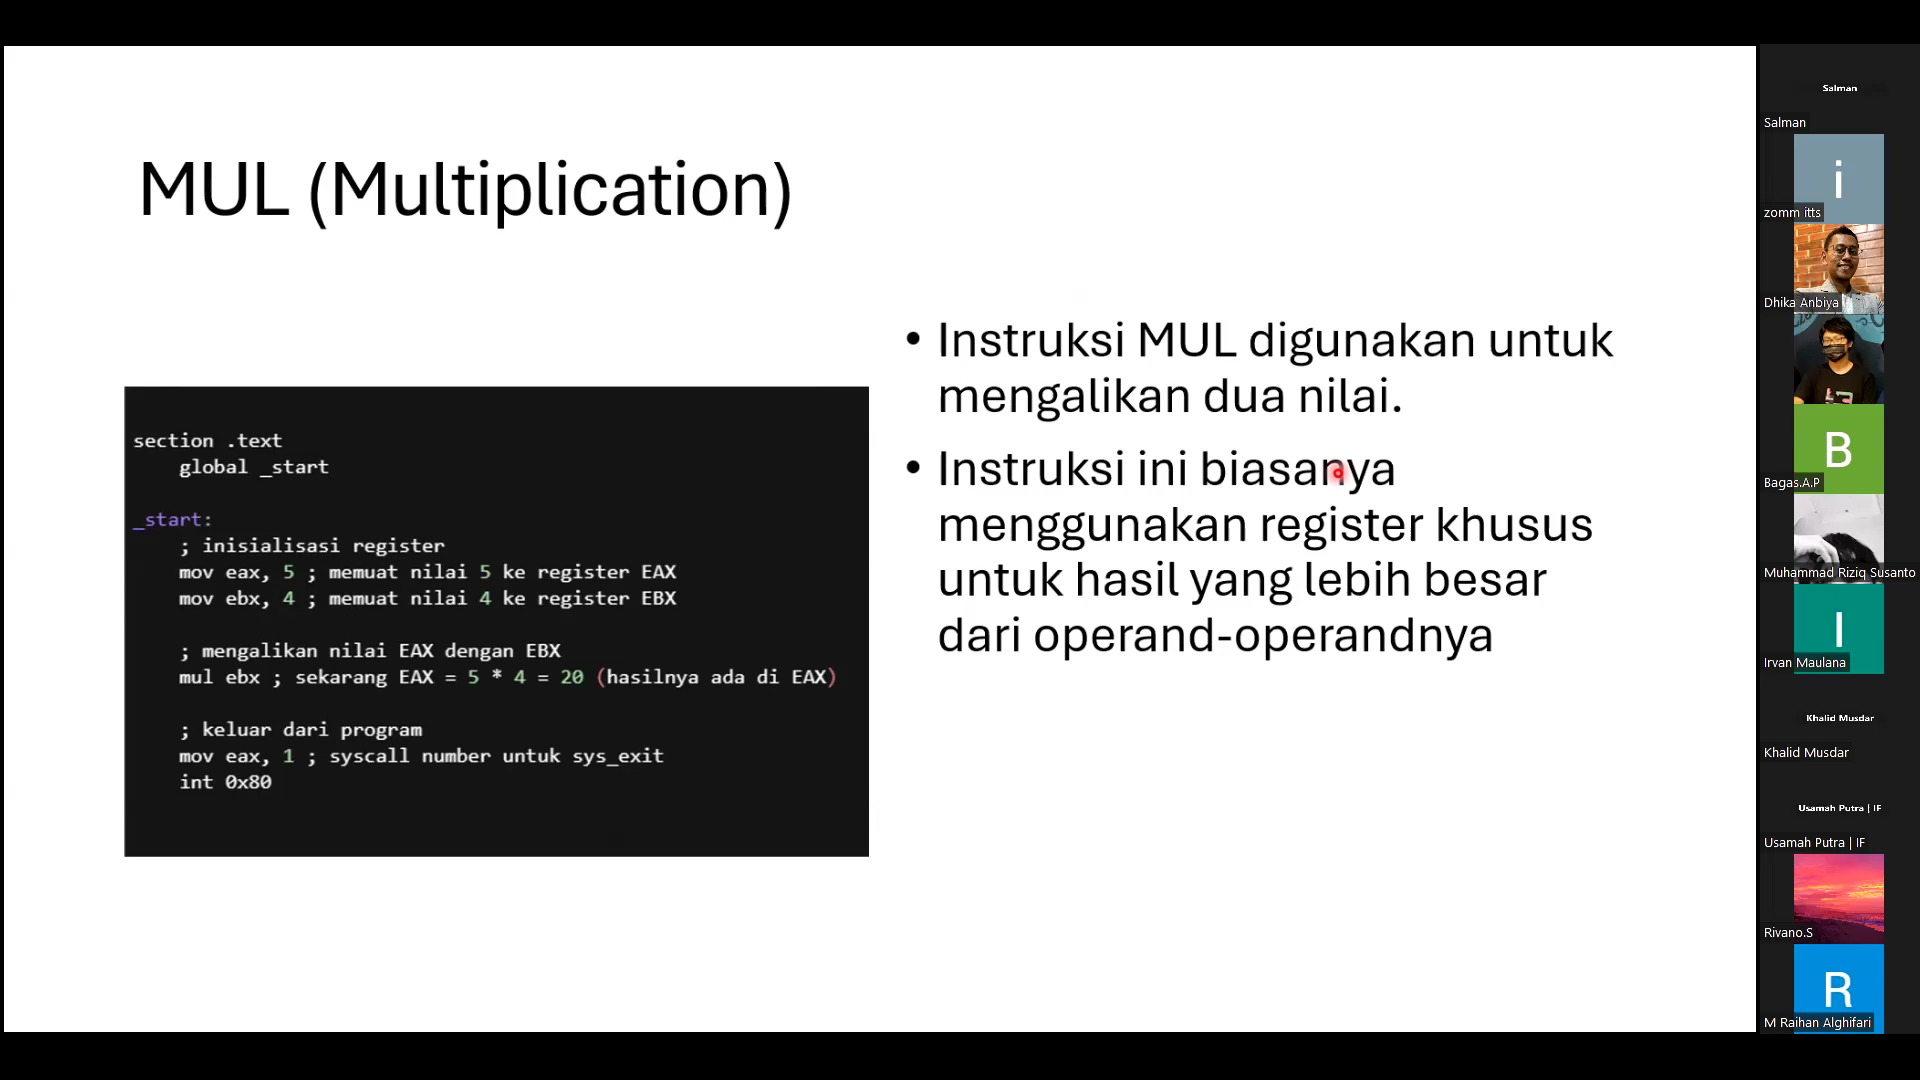 MUL (Multiplication)
section .text
global _start
_start:
; inisialisasi register
mov eax, 5 ; memuat nilai 5 ke register EAX
mov ebx, 4 ; memuat nilai 4 ke register EBX
; mengalikan nilai EAX dengan EBX
mul ebx ; sekarang EAX = 5 * 4 = 20 (hasilnya ada di EAX)
; keluar dari program
mov eax, 1 ; syscall number untuk sys_exit
int 0x80
• Instruksi MUL digunakan untuk
mengalikan dua nilai.
• Instruksi ini biasanya
menggunakan register khusus
untuk hasil yang lebih besar
dari operand-operandnya
Salman
Salman
i
zomm itts
Dhika Anbiya
B
Bagas.A.P
Muhammad Riziq Susanto
I
Irvan Maulana
Khalid Musdar
Khalid Musdar
Usamah Putra | IF
Usamah Putra | IF
Rivano.S
R
M Raihan Alghifari